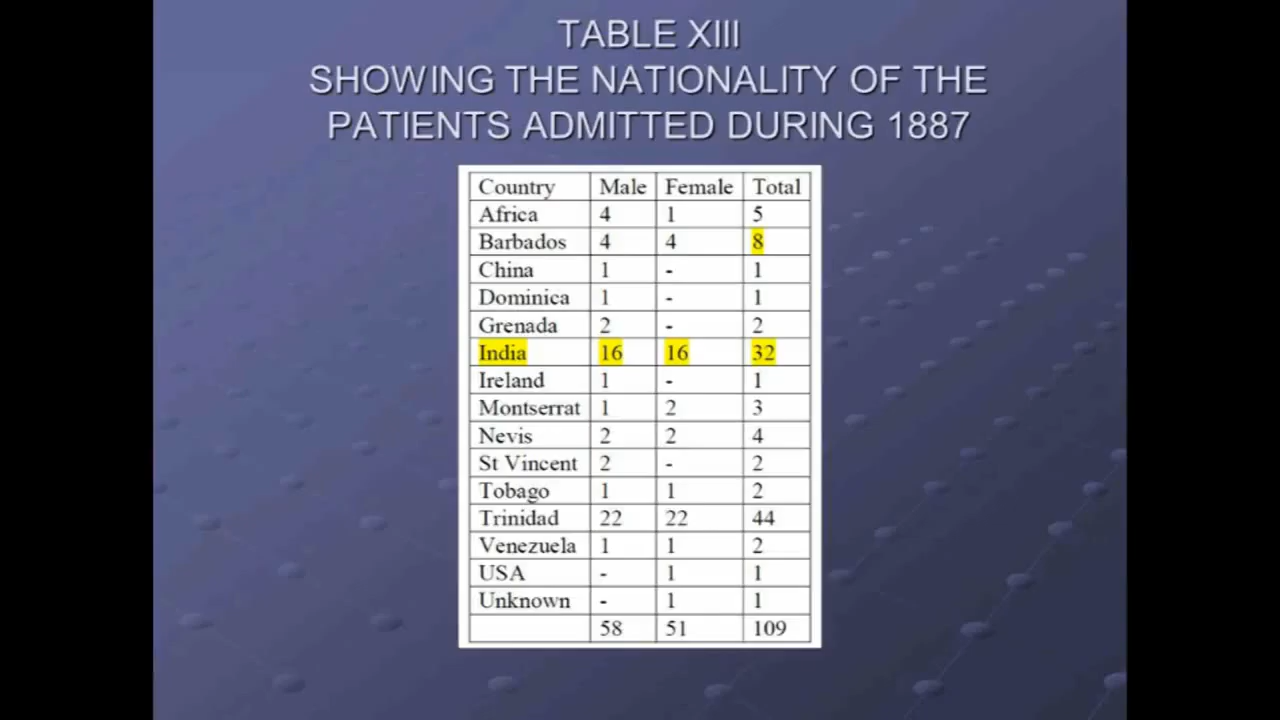 TABLE XIII
SHOWING THE NATIONALITY OF THE
PATIENTS ADMITTED DURING 1887
Country Male Female Total
Africa 4 1 5
Barbados 4 4 8
China 1 - 1
Dominica 1 - 1
Grenada 2 - 2
India 16 16 32
Ireland 1 - 1
Montserrat 1 2 3
Nevis 2 2 4
St Vincent 2 - 2
Tobago 1 1 2
Trinidad 22 22 44
Venezuela 1 1 2
USA - 1 1
Unknown - 1 1
58 51 109